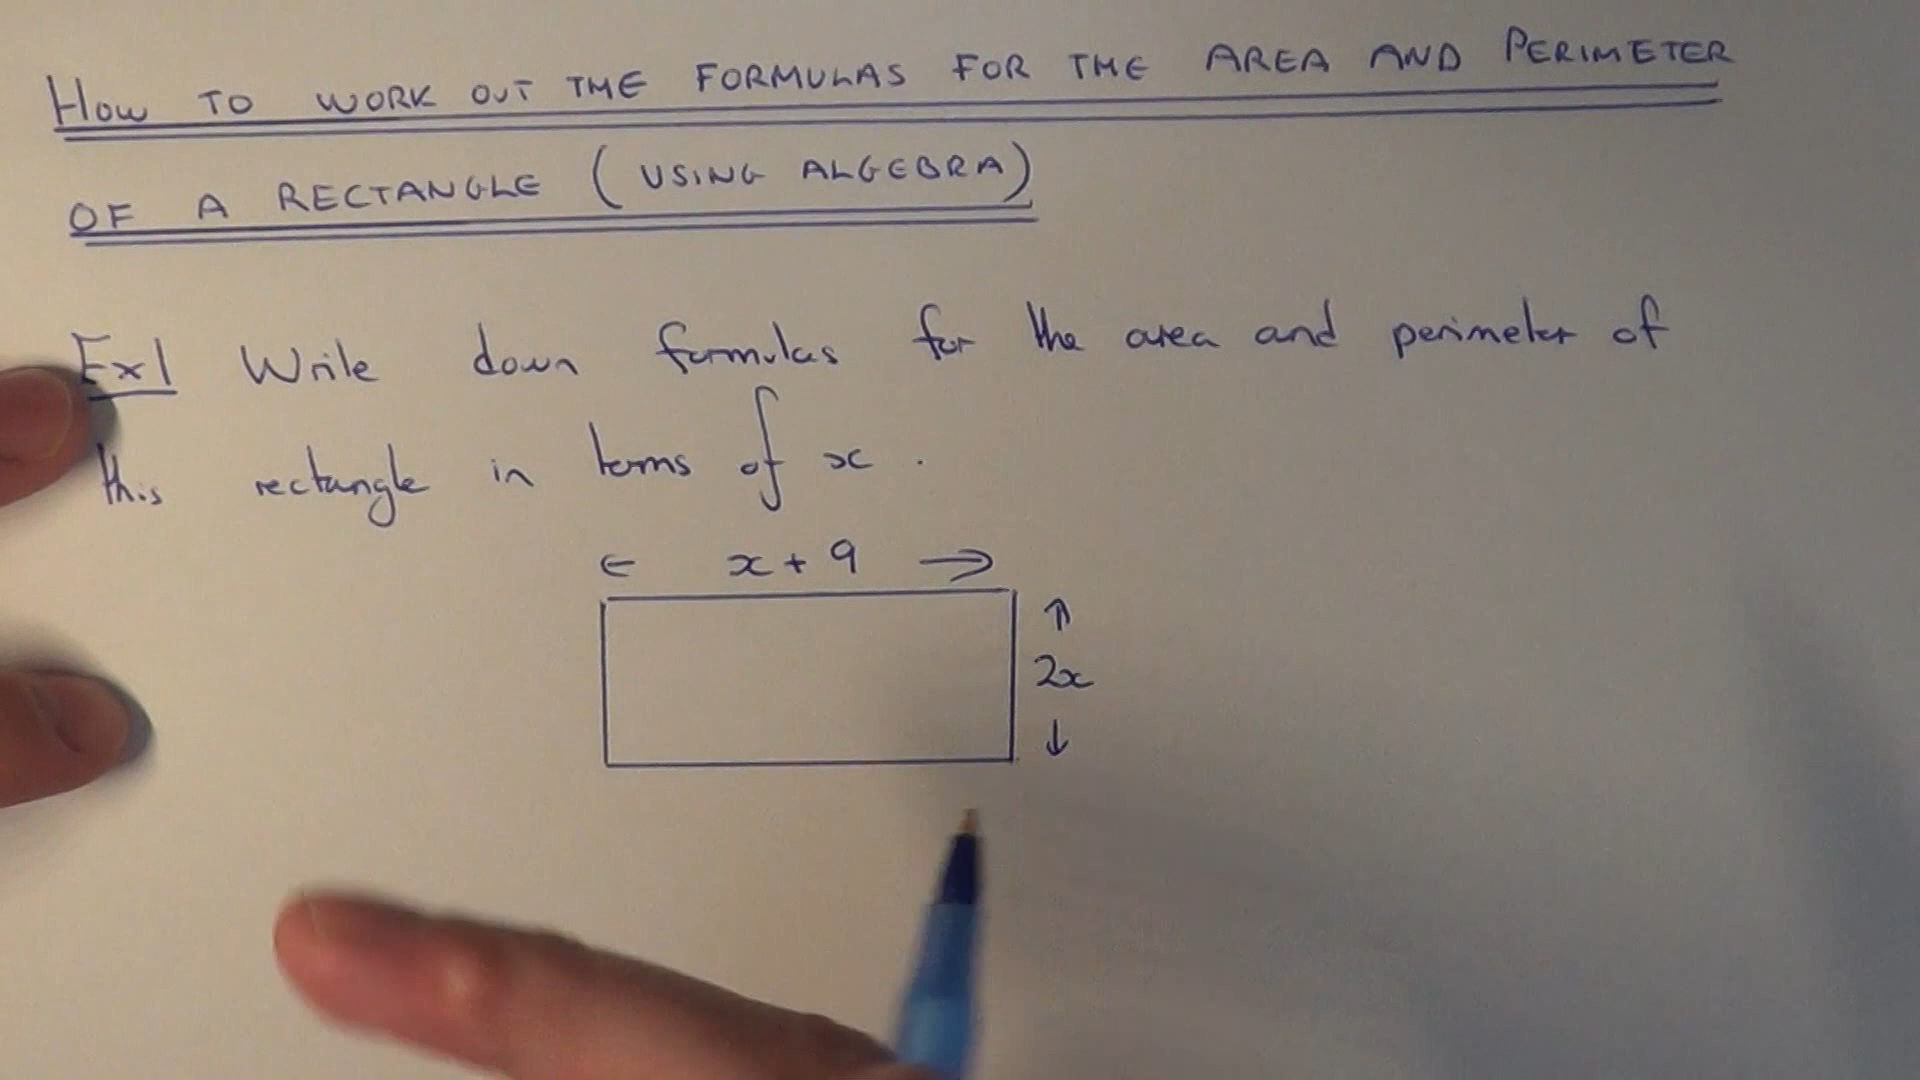 HOW TO WORK OUT THE FORMULAS FOR THE AREA AND PERIMETER
OF A RECTANGLE (USING ALGEBRA)
Ex1 Write down formulas for the area and perimeter of
this rectangle in terms of x.
← x + 9 →
↑
2x
↓